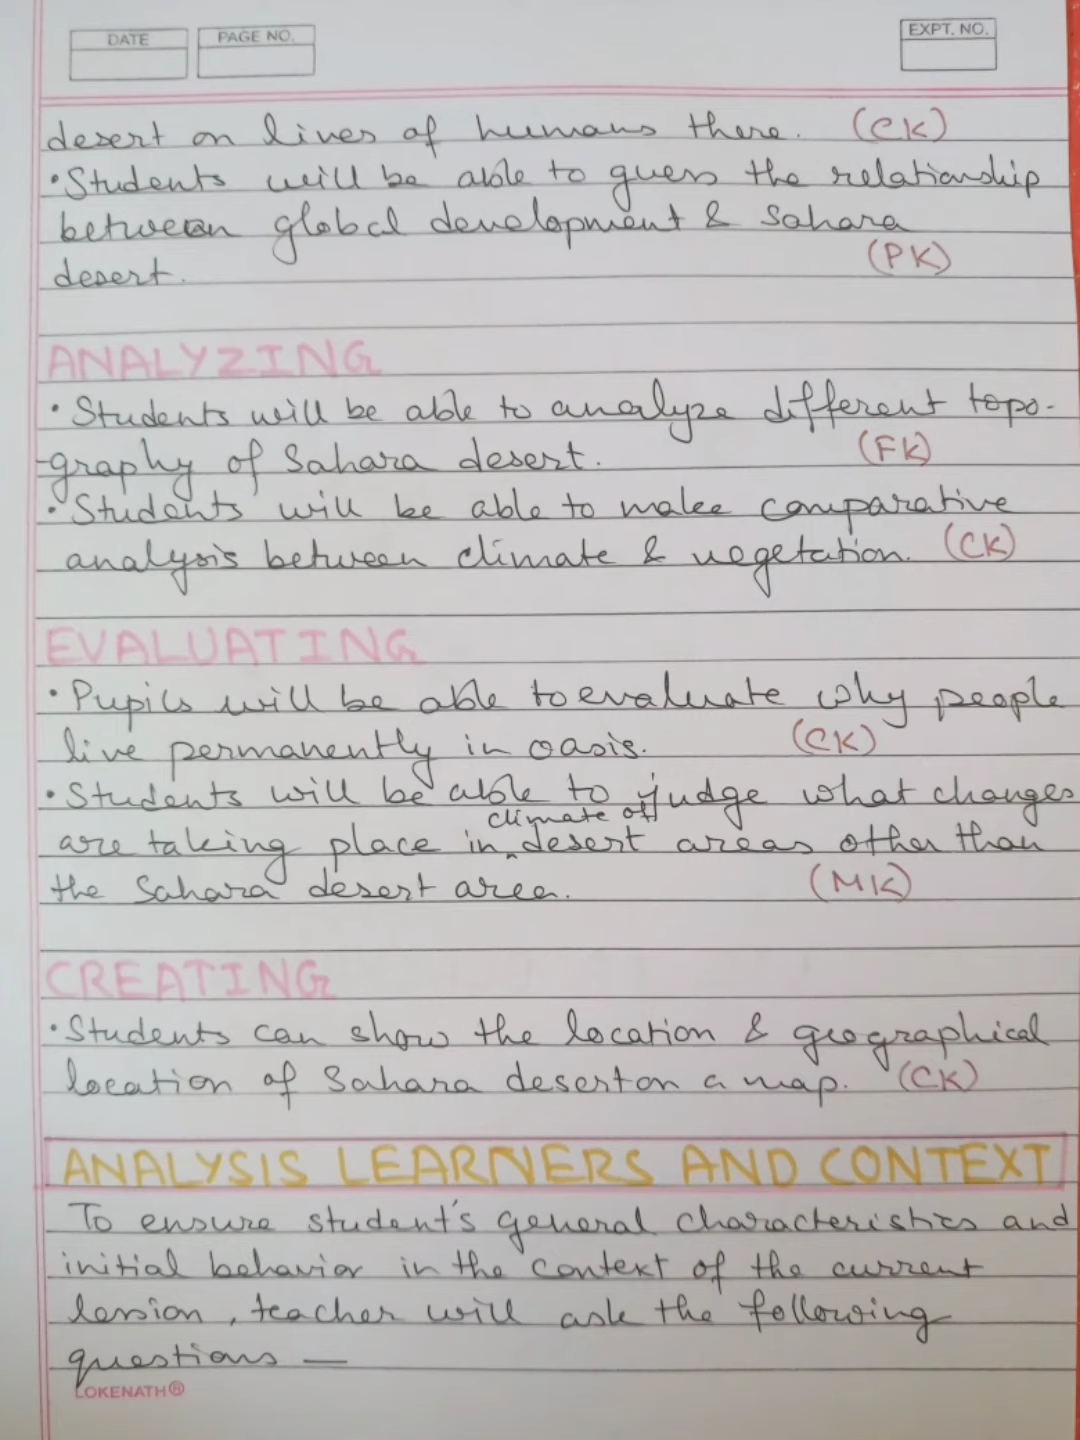 DATE PAGE NO. EXPT. NO.
desert on lives of humans there. (CK)
•Students will be able to guess the relationship
between global development & Sahara
desert. (PK)
ANALYZING
• Students will be able to analyze different topo-
-graphy of Sahara desert. (FK)
• Students will be able to make comparative
analysis between climate & vegetation. (CK)
EVALUATING
• Pupils will be able to evaluate why people
live permanently in oasis. (CK)
• Students will be able to judge what changes
climate of
are taking place in ^ desert areas other than
the Sahara desert area. (MK)
CREATING
• Students can show the location & geographical
location of Sahara desert on a map. (CK)
ANALYSIS LEARNERS AND CONTEXT
To ensure student's general characteristics and
initial behavior in the context of the current
lession, teacher will ask the following
questions —
LOKENATH®